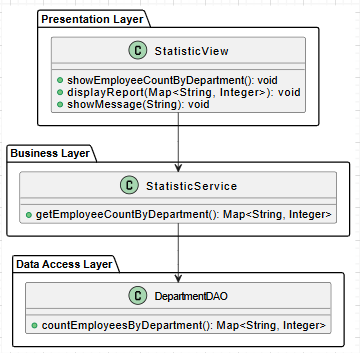 Presentation Layer
C StatisticView
showEmployeeCountByDepartment(): void
displayReport(Map<String, Integer>): void
showMessage(String): void
Business Layer
C StatisticService
getEmployeeCountByDepartment(): Map<String, Integer>
Data Access Layer
C DepartmentDAO
countEmployeesByDepartment(): Map<String, Integer>